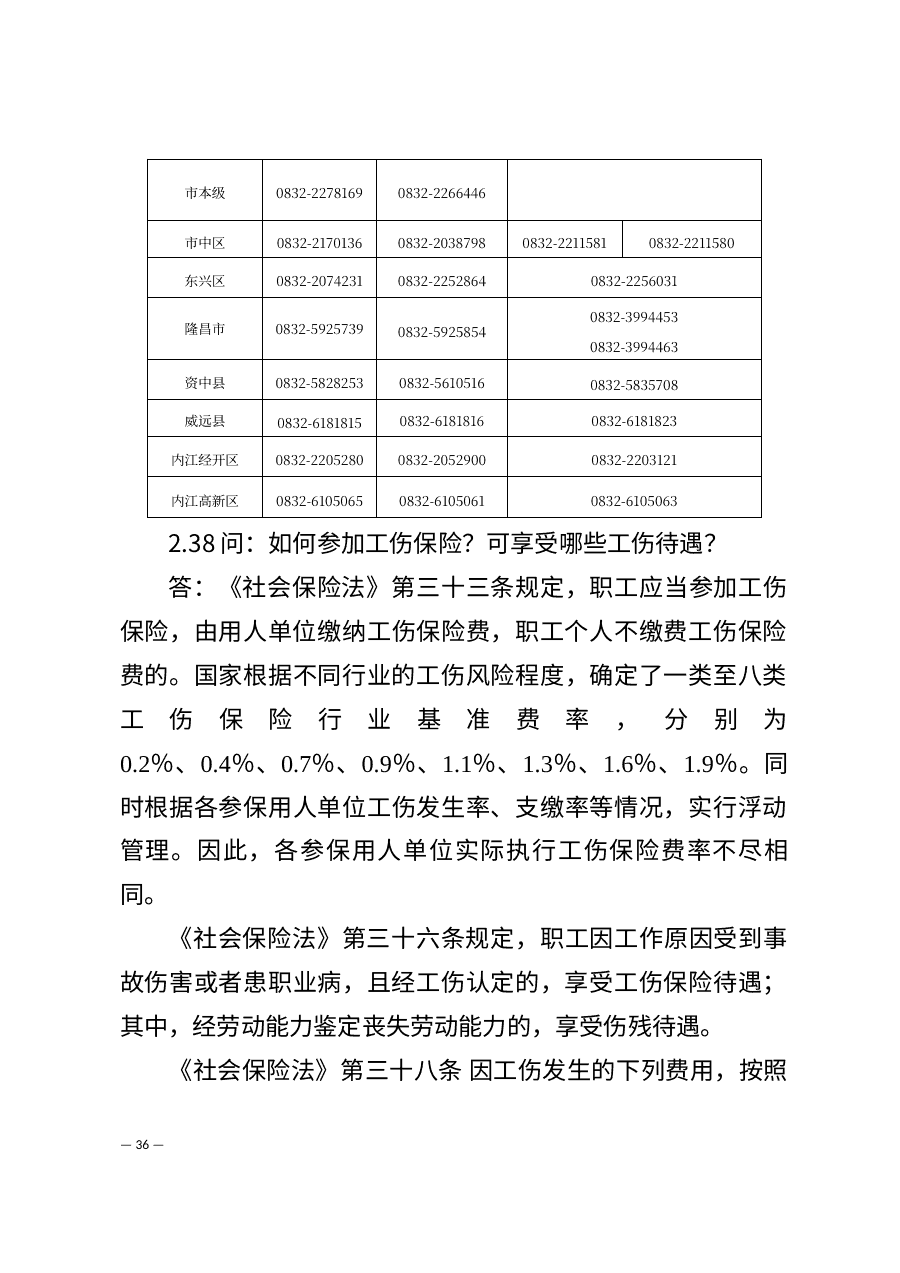 市本级 0832-2278169 0832-2266446
市中区 0832-2170136 0832-2038798 0832-2211581 0832-2211580
东兴区 0832-2074231 0832-2252864 0832-2256031
隆昌市 0832-5925739 0832-5925854 0832-3994453
0832-3994463
资中县 0832-5828253 0832-5610516 0832-5835708
威远县 0832-6181815 0832-6181816 0832-6181823
内江经开区 0832-2205280 0832-2052900 0832-2203121
内江高新区 0832-6105065 0832-6105061 0832-6105063
2.38 问：如何参加工伤保险？可享受哪些工伤待遇？
答：《社会保险法》第三十三条规定，职工应当参加工伤
保险，由用人单位缴纳工伤保险费，职工个人不缴费工伤保险
费的。国家根据不同行业的工伤风险程度，确定了一类至八类
工伤保险行业基准费率，分别为
0.2%、0.4%、0.7%、0.9%、1.1%、1.3%、1.6%、1.9%。同
时根据各参保用人单位工伤发生率、支缴率等情况，实行浮动
管理。因此，各参保用人单位实际执行工伤保险费率不尽相
同。
《社会保险法》第三十六条规定，职工因工作原因受到事
故伤害或者患职业病，且经工伤认定的，享受工伤保险待遇；
其中，经劳动能力鉴定丧失劳动能力的，享受伤残待遇。
《社会保险法》第三十八条 因工伤发生的下列费用，按照
— 36 —